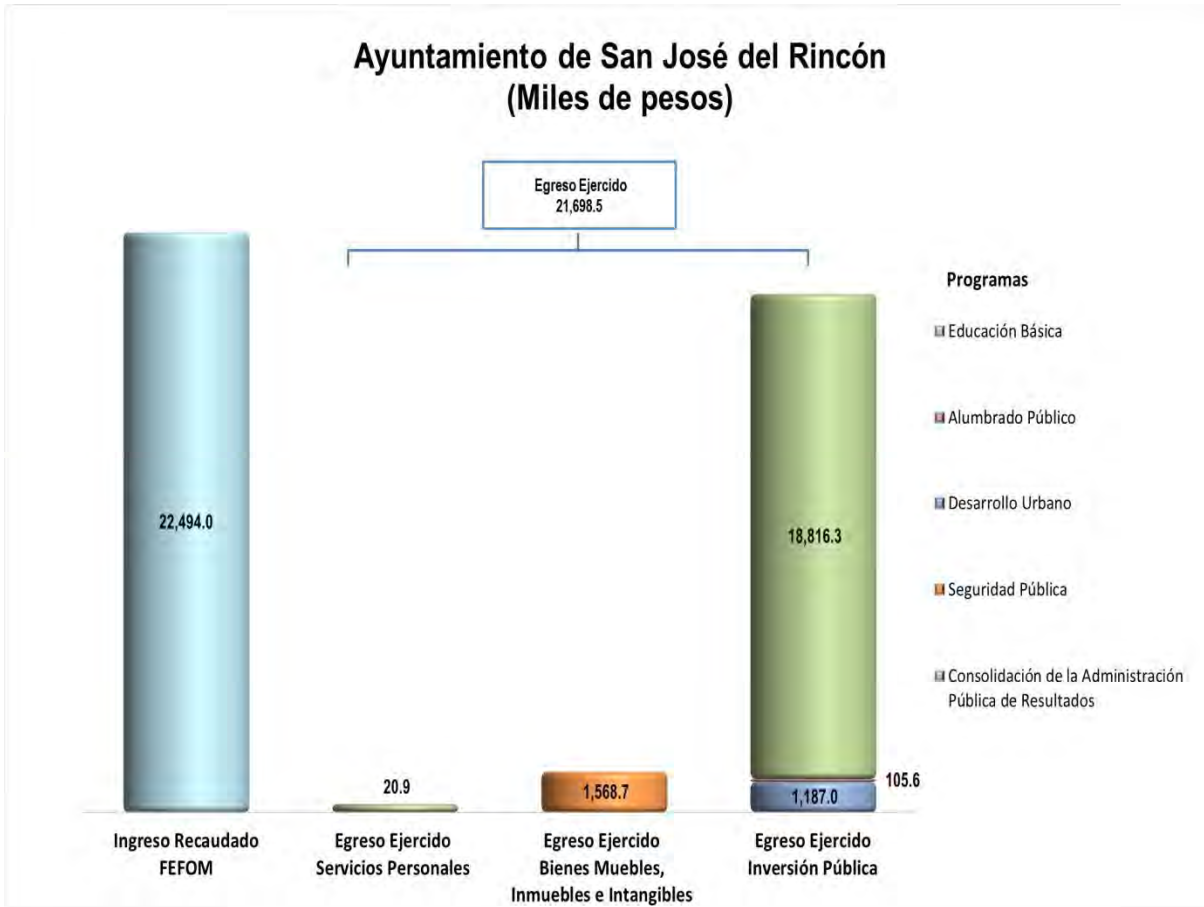 Ayuntamiento de San José del Rincón
(Miles de pesos)
Egreso Ejercido
21,698.5
Programas
Educación Básica
Alumbrado Público
Desarrollo Urbano
Seguridad Pública
Consolidación de la Administración
Pública de Resultados
22,494.0
20.9
1,568.7
18,816.3
105.6
1,187.0
Ingreso Recaudado
FEFOM
Egreso Ejercido
Servicios Personales
Egreso Ejercido
Bienes Muebles,
Inmuebles e Intangibles
Egreso Ejercido
Inversión Pública